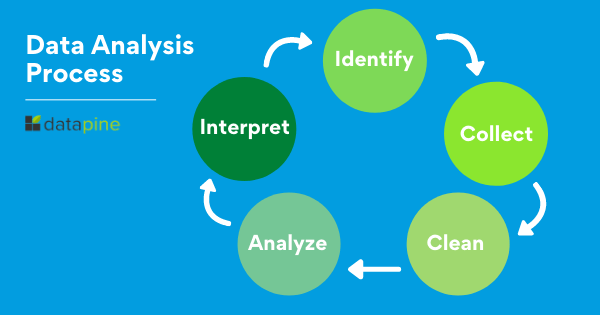 Data Analysis
Process
datapine
Identify
Collect
Clean
Analyze
Interpret